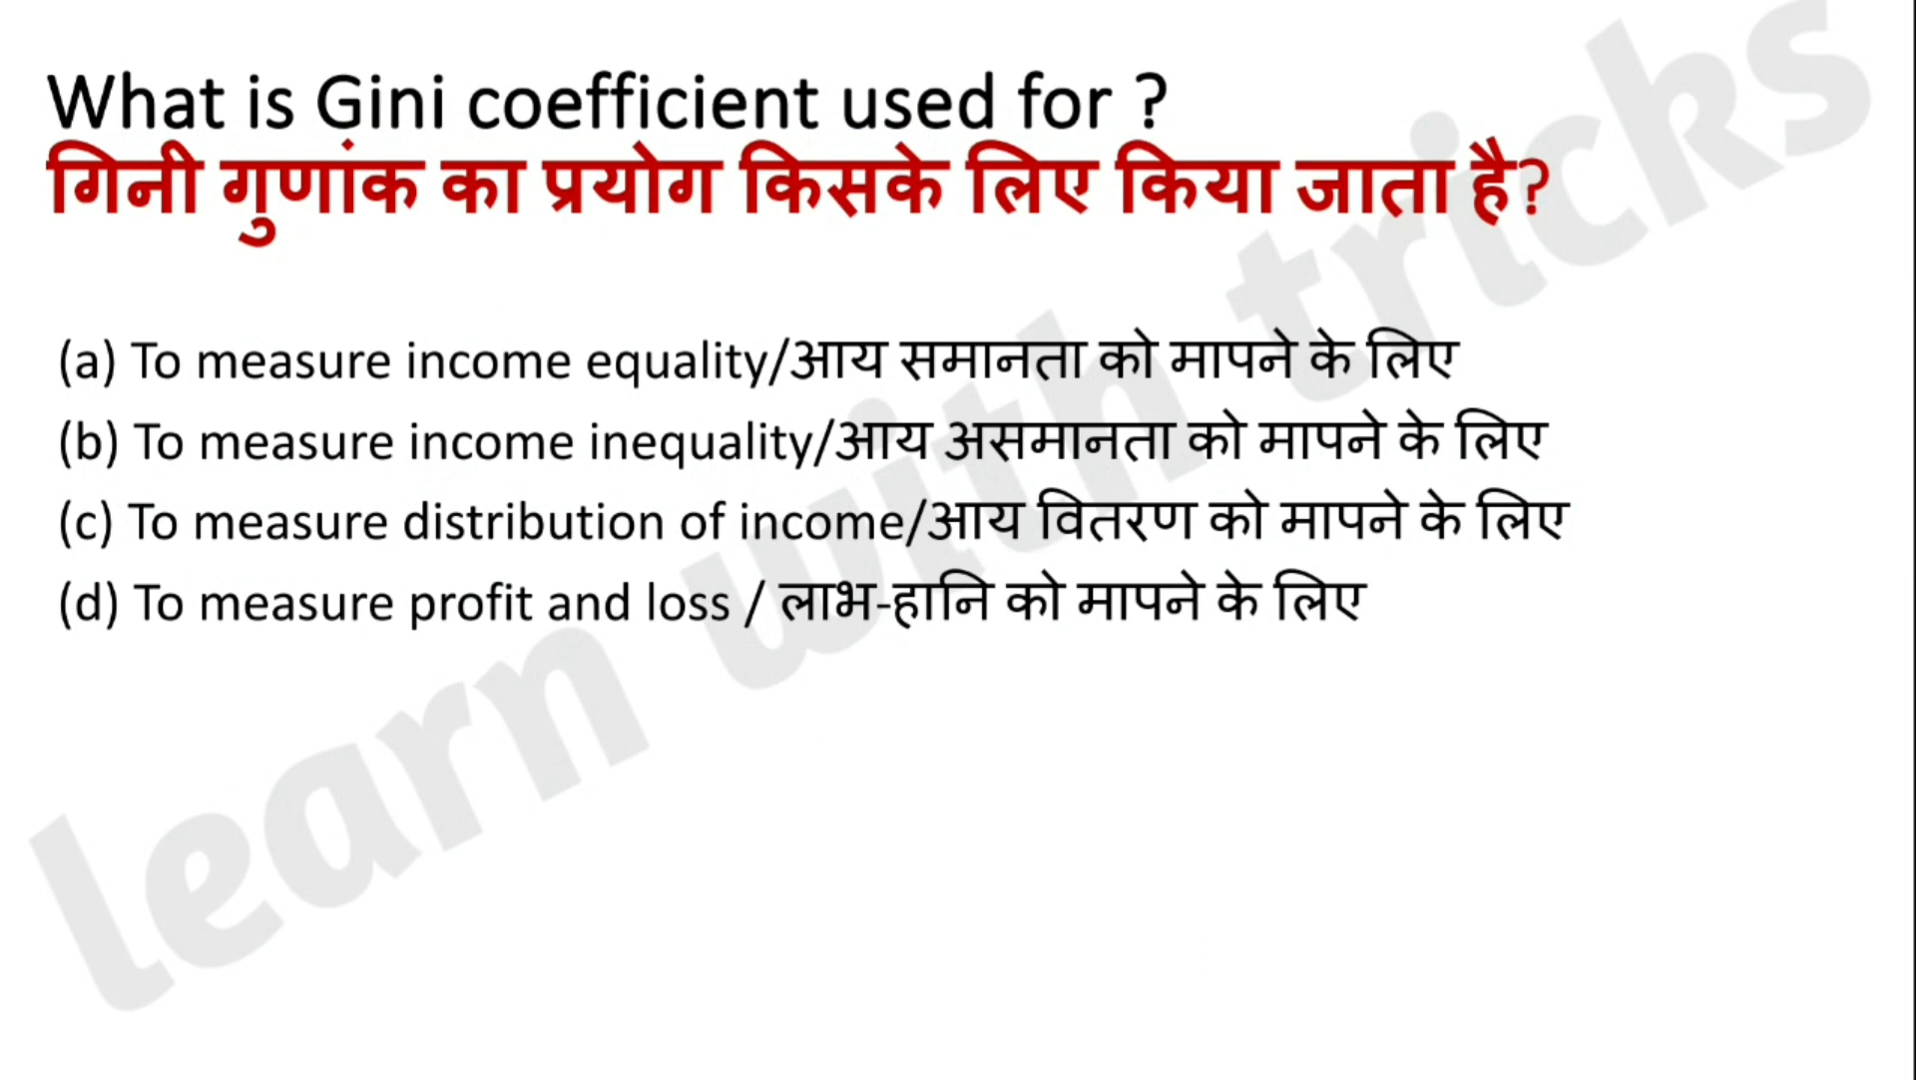 What is Gini coefficient used for ?
गिनी गुणांक का प्रयोग किसके लिए किया जाता है?
(a) To measure income equality/आय समानता को मापने के लिए
(b) To measure income inequality/आय असमानता को मापने के लिए
(c) To measure distribution of income/आय वितरण को मापने के लिए
(d) To measure profit and loss / लाभ-हानि को मापने के लिए
learn with tricks